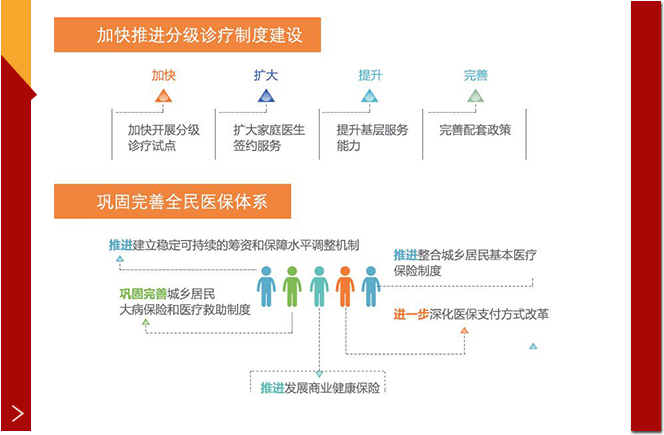 加快推进分级诊疗制度建设
加快
扩大
提升
完善
加快开展分级
诊疗试点
扩大家庭医生
签约服务
提升基层服务
能力
完善配套政策
巩固完善全民医保体系
推进建立稳定可持续的筹资和保障水平调整机制
推进整合城乡居民基本医疗
保险制度
巩固完善城乡居民
大病保险和医疗救助制度
进一步深化医保支付方式改革
推进发展商业健康保险